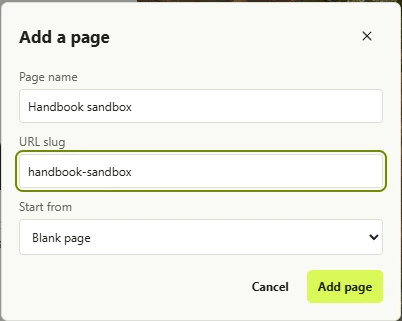 Add a page
Page name
Handbook sandbox
URL slug
handbook-sandbox
Start from
Blank page
Cancel Add page